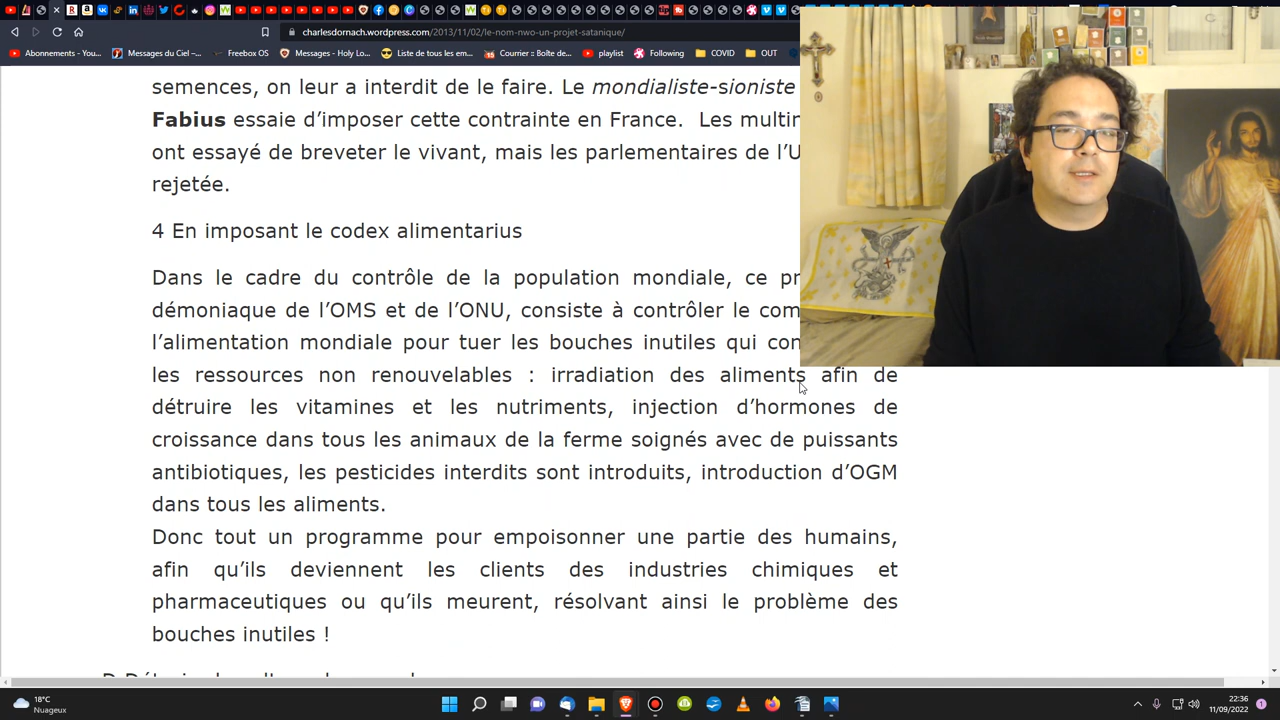 charlesdornach.wordpress.com/2013/11/02/le-nom-nwo-un-projet-satanique/
Abonnements - You... Messages du Ciel –... Freebox OS Messages - Holy Lo... Liste de tous les em... Courrier :: Boîte de... playlist Following COVID OUT
semences, on leur a interdit de le faire. Le mondialiste-sioniste
Fabius essaie d’imposer cette contrainte en France. Les multin
ont essayé de breveter le vivant, mais les parlementaires de l’U
rejetée.
4 En imposant le codex alimentarius
Dans le cadre du contrôle de la population mondiale, ce pr
démoniaque de l’OMS et de l’ONU, consiste à contrôler le com
l’alimentation mondiale pour tuer les bouches inutiles qui con
les ressources non renouvelables : irradiation des aliments afin de
détruire les vitamines et les nutriments, injection d’hormones de
croissance dans tous les animaux de la ferme soignés avec de puissants
antibiotiques, les pesticides interdits sont introduits, introduction d’OGM
dans tous les aliments.
Donc tout un programme pour empoisonner une partie des humains,
afin qu’ils deviennent les clients des industries chimiques et
pharmaceutiques ou qu’ils meurent, résolvant ainsi le problème des
bouches inutiles !
18°C
Nuageux
22:36
11/09/2022